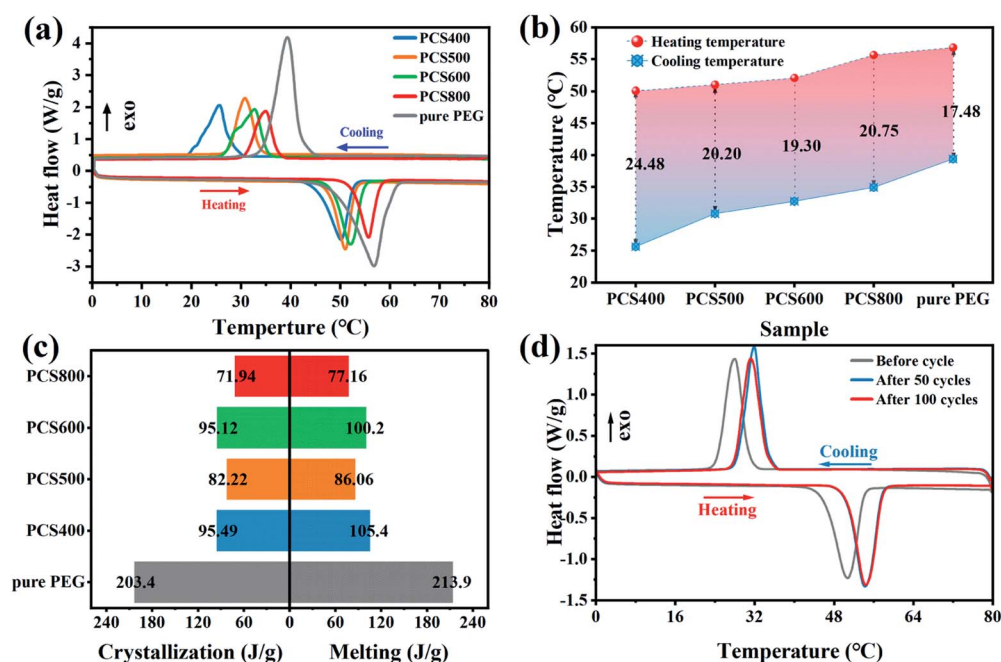 (a)
PCS400
PCS500
PCS600
PCS800
pure PEG
exo
Cooling
Heating
Heat flow (W/g)
4
3
2
1
0
-1
-2
-3
0 10 20 30 40 50 60 70 80
Temperture (°C)
(b)
Heating temperature
Cooling temperature
Temperature (°C)
60
55
50
45
40
35
30
25
20
24.48
20.20
19.30
20.75
17.48
PCS400 PCS500 PCS600 PCS800 pure PEG
Sample
(c)
PCS800
71.94 77.16
PCS600
95.12 100.2
PCS500
82.22 86.06
PCS400
95.49 105.4
pure PEG
203.4 213.9
240 180 120 60 0 60 120 180 240
Crystallization (J/g) Melting (J/g)
(d)
Before cycle
After 50 cycles
After 100 cycles
exo
Cooling
Heating
Heat flow (W/g)
1.5
1.0
0.5
0.0
-0.5
-1.0
-1.5
0 16 32 48 64 80
Temperature (°C)